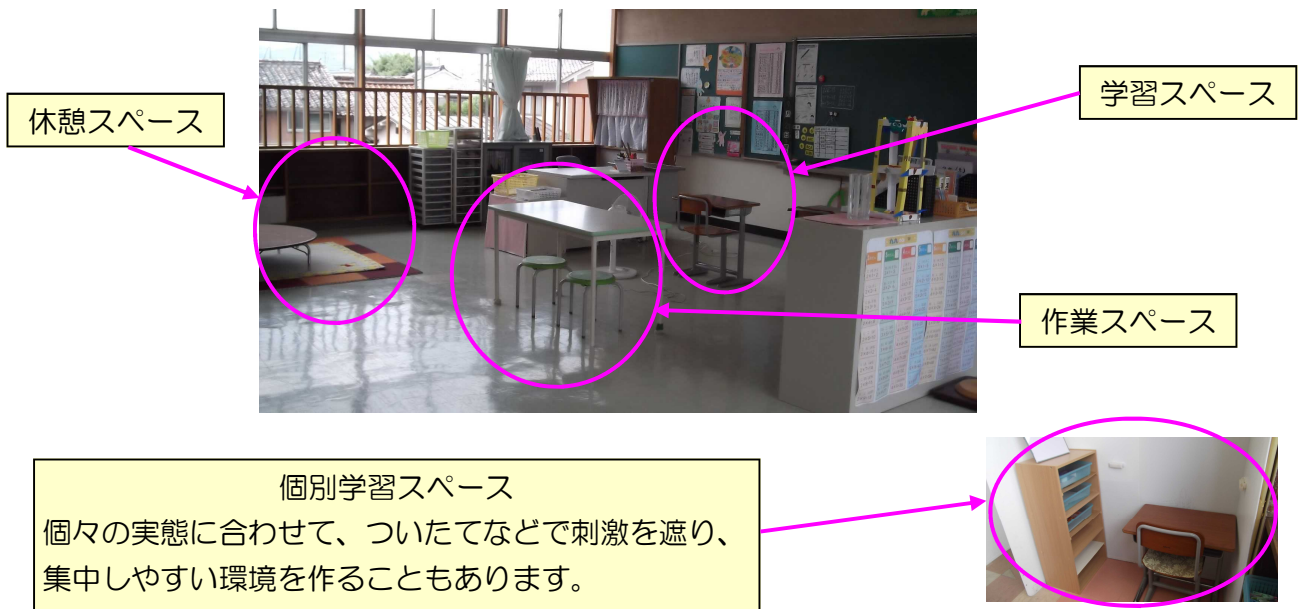 休憩スペース
学習スペース
作業スペース
個別学習スペース
個々の実態に合わせて、ついたてなどで刺激を遮り、
集中しやすい環境を作ることもあります。